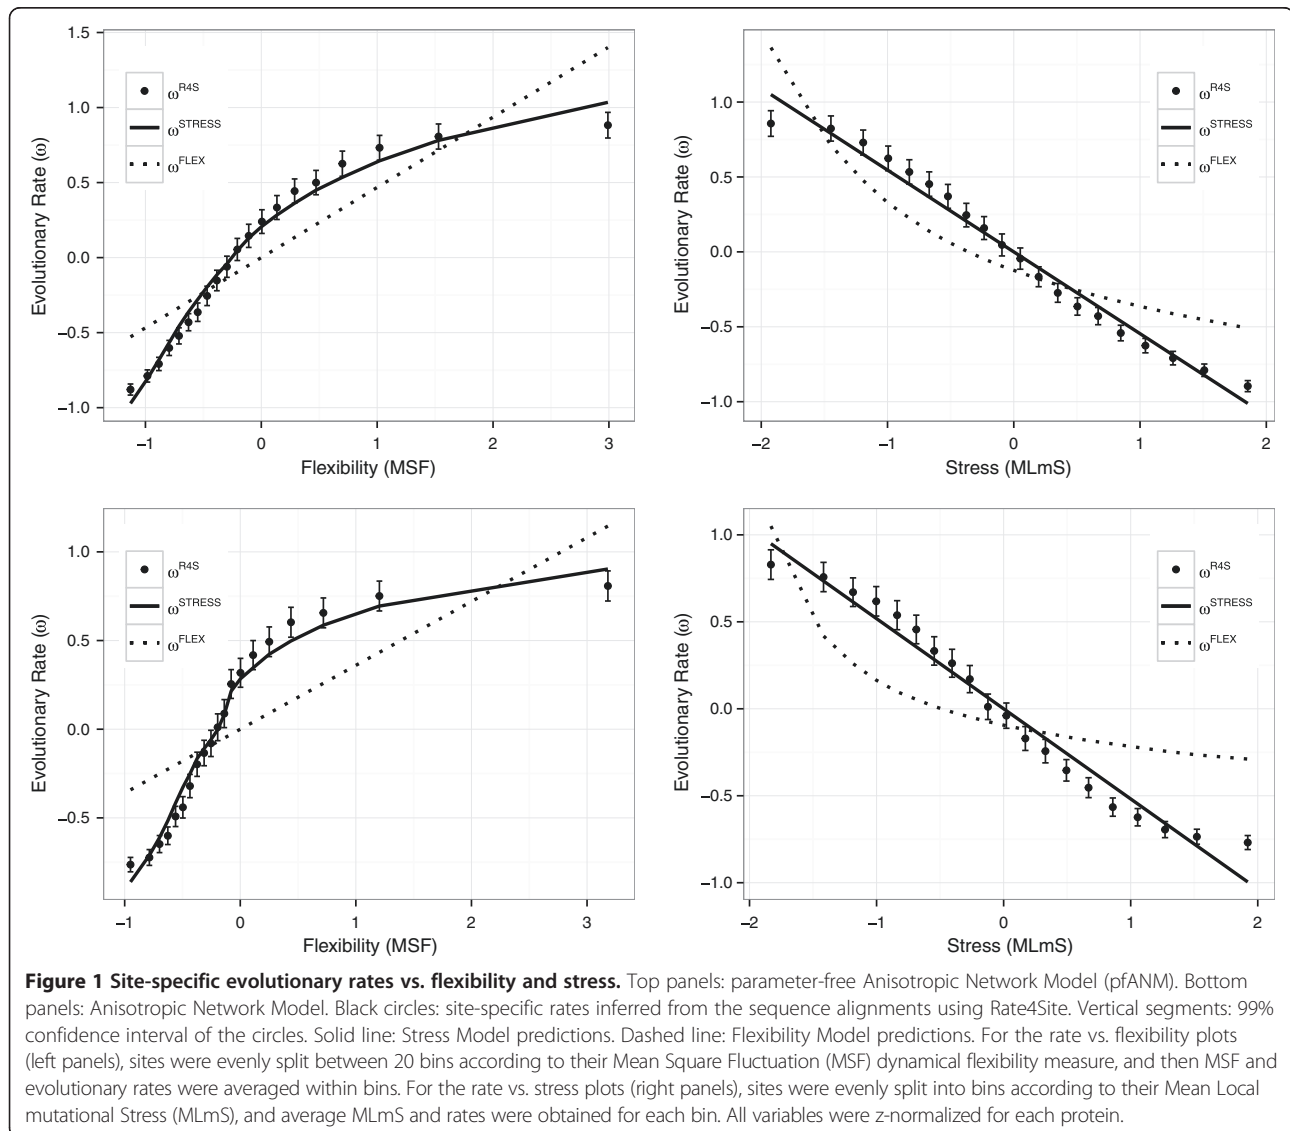 1.5
1.0
0.5
0.0
−0.5
−1.0
Evolutionary Rate (ω)
ω^R4S
ω^STRESS
ω^FLEX
−1 0 1 2 3
Flexibility (MSF)
1.0
0.5
0.0
−0.5
−1.0
Evolutionary Rate (ω)
ω^R4S
ω^STRESS
ω^FLEX
−2 −1 0 1 2
Stress (MLmS)
1.0
0.5
0.0
−0.5
Evolutionary Rate (ω)
ω^R4S
ω^STRESS
ω^FLEX
−1 0 1 2 3
Flexibility (MSF)
1.0
0.5
0.0
−0.5
−1.0
Evolutionary Rate (ω)
ω^R4S
ω^STRESS
ω^FLEX
−2 −1 0 1 2
Stress (MLmS)
Figure 1 Site-specific evolutionary rates vs. flexibility and stress. Top panels: parameter-free Anisotropic Network Model (pfANM). Bottom
panels: Anisotropic Network Model. Black circles: site-specific rates inferred from the sequence alignments using Rate4Site. Vertical segments: 99%
confidence interval of the circles. Solid line: Stress Model predictions. Dashed line: Flexibility Model predictions. For the rate vs. flexibility plots
(left panels), sites were evenly split between 20 bins according to their Mean Square Fluctuation (MSF) dynamical flexibility measure, and then MSF and
evolutionary rates were averaged within bins. For the rate vs. stress plots (right panels), sites were evenly split into bins according to their Mean Local
mutational Stress (MLmS), and average MLmS and rates were obtained for each bin. All variables were z-normalized for each protein.